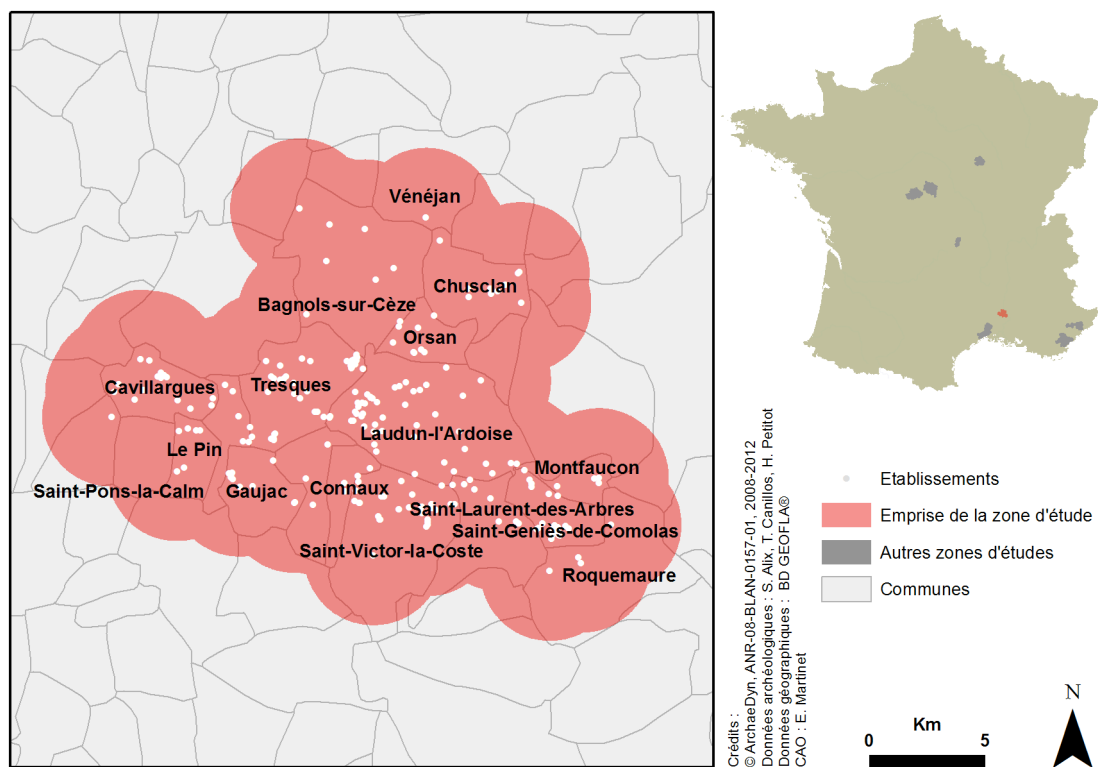 Vénéjan
Chusclan
Bagnols-sur-Cèze
Orsan
Cavillargues
Tresques
Laudun-l'Ardoise
Le Pin
Montfaucon
Saint-Pons-la-Calm
Gaujac
Connaux
Saint-Laurent-des-Arbres
Saint-Geniès-de-Comolas
Saint-Victor-la-Coste
Roquemaure
Crédits :
© ArchaeDyn, ANR-08-BLAN-0157-01, 2008-2012
Données archéologiques : S. Alix, T. Canillos, H. Petitot
Données géographiques : BD GEOFLA®
CAO : E. Martinet
Etablissements
Emprise de la zone d'étude
Autres zones d'études
Communes
Km
0 5
N